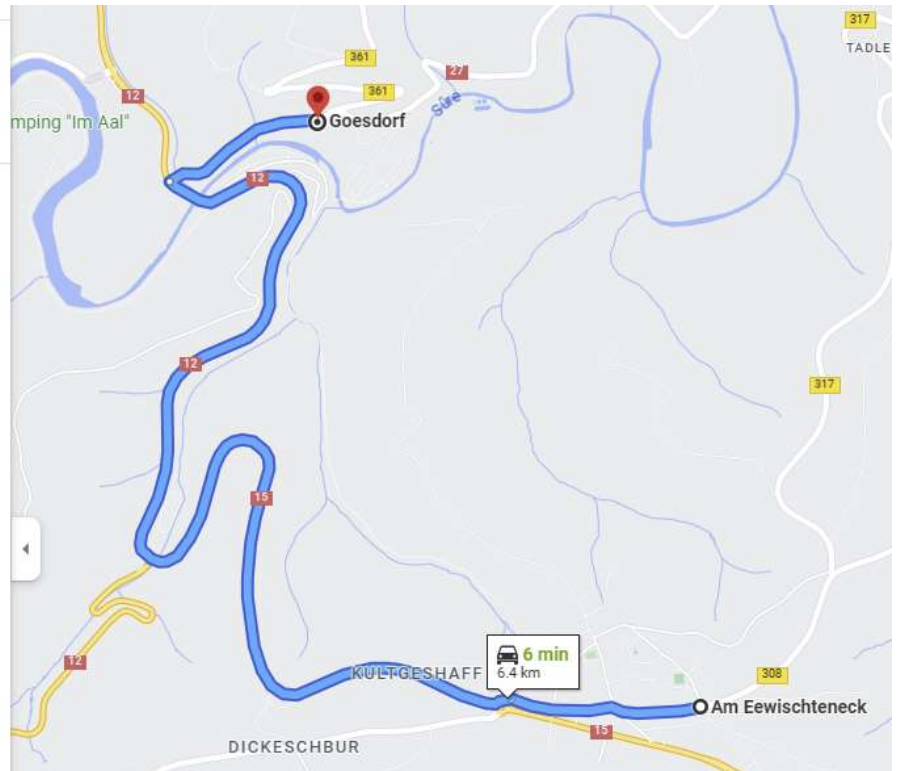 317
TADLE
361
27
361
12
Sûre
mping "Im Aal"
Goesdorf
12
12
317
15
6 min
6.4 km
12
KULTGESHAFF
308
Am Eewischteneck
15
DICKESCHBUR